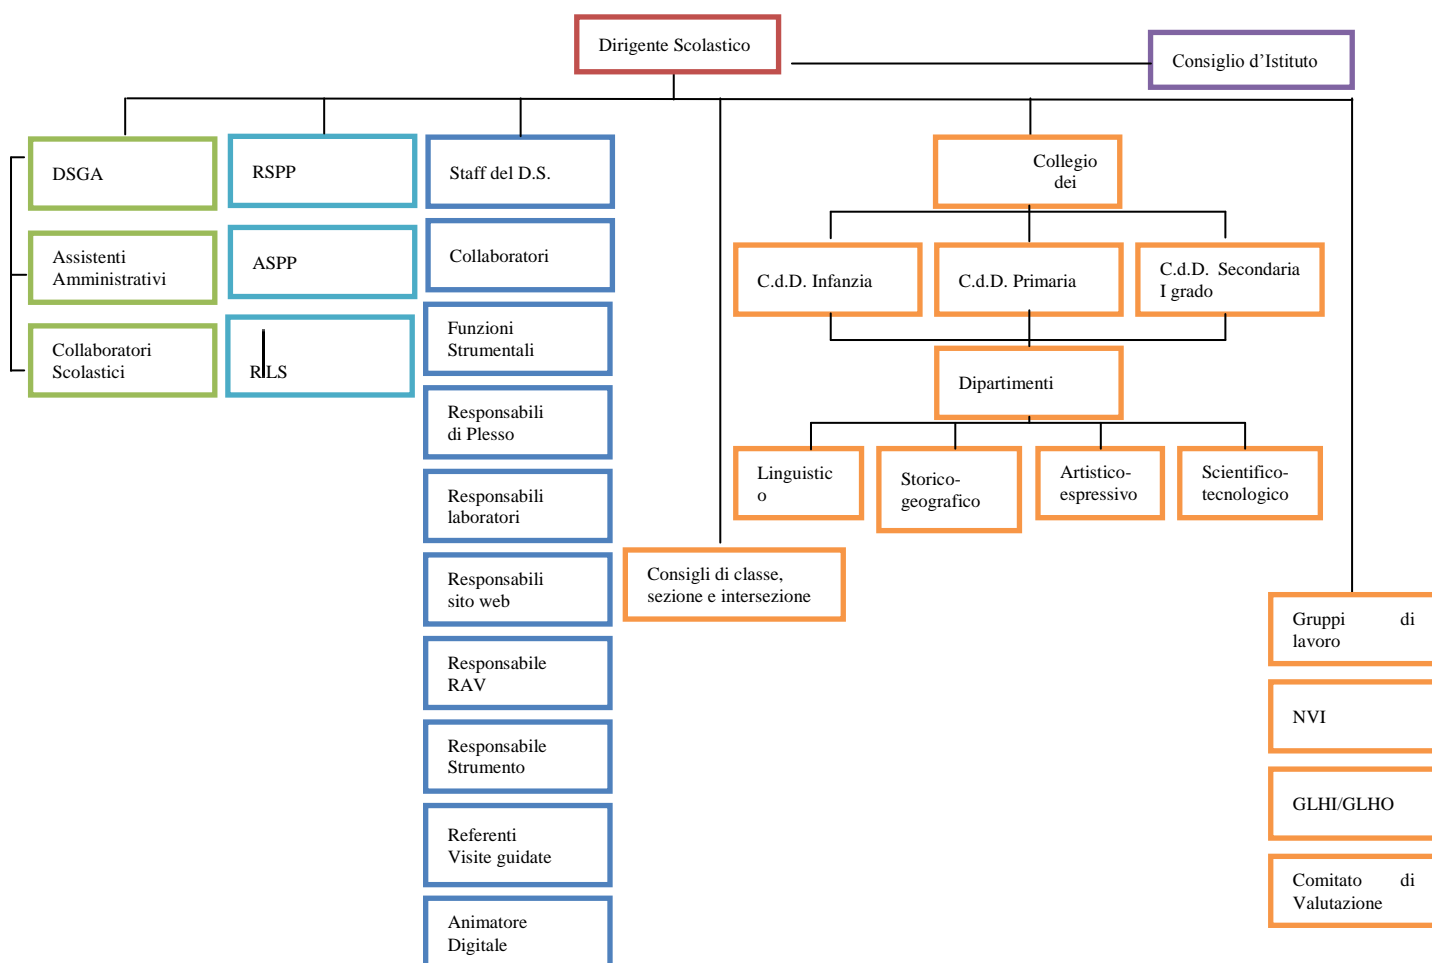 Dirigente Scolastico
Consiglio d’Istituto
DSGA
Assistenti
Amministrativi
Collaboratori
Scolastici
RSPP
ASPP
RLS
Staff del D.S.
Collaboratori
Funzioni
Strumentali
Responsabili
di Plesso
Responsabili
laboratori
Responsabili
sito web
Responsabile
RAV
Responsabile
Strumento
Referenti
Visite guidate
Animatore
Digitale
Consigli di classe,
sezione e intersezione
Collegio
dei
C.d.D. Infanzia
C.d.D. Primaria
C.d.D. Secondaria
I grado
Dipartimenti
Linguistic
o
Storico-
geografico
Artistico-
espressivo
Scientifico-
tecnologico
Gruppi di
lavoro
NVI
GLHI/GLHO
Comitato di
Valutazione